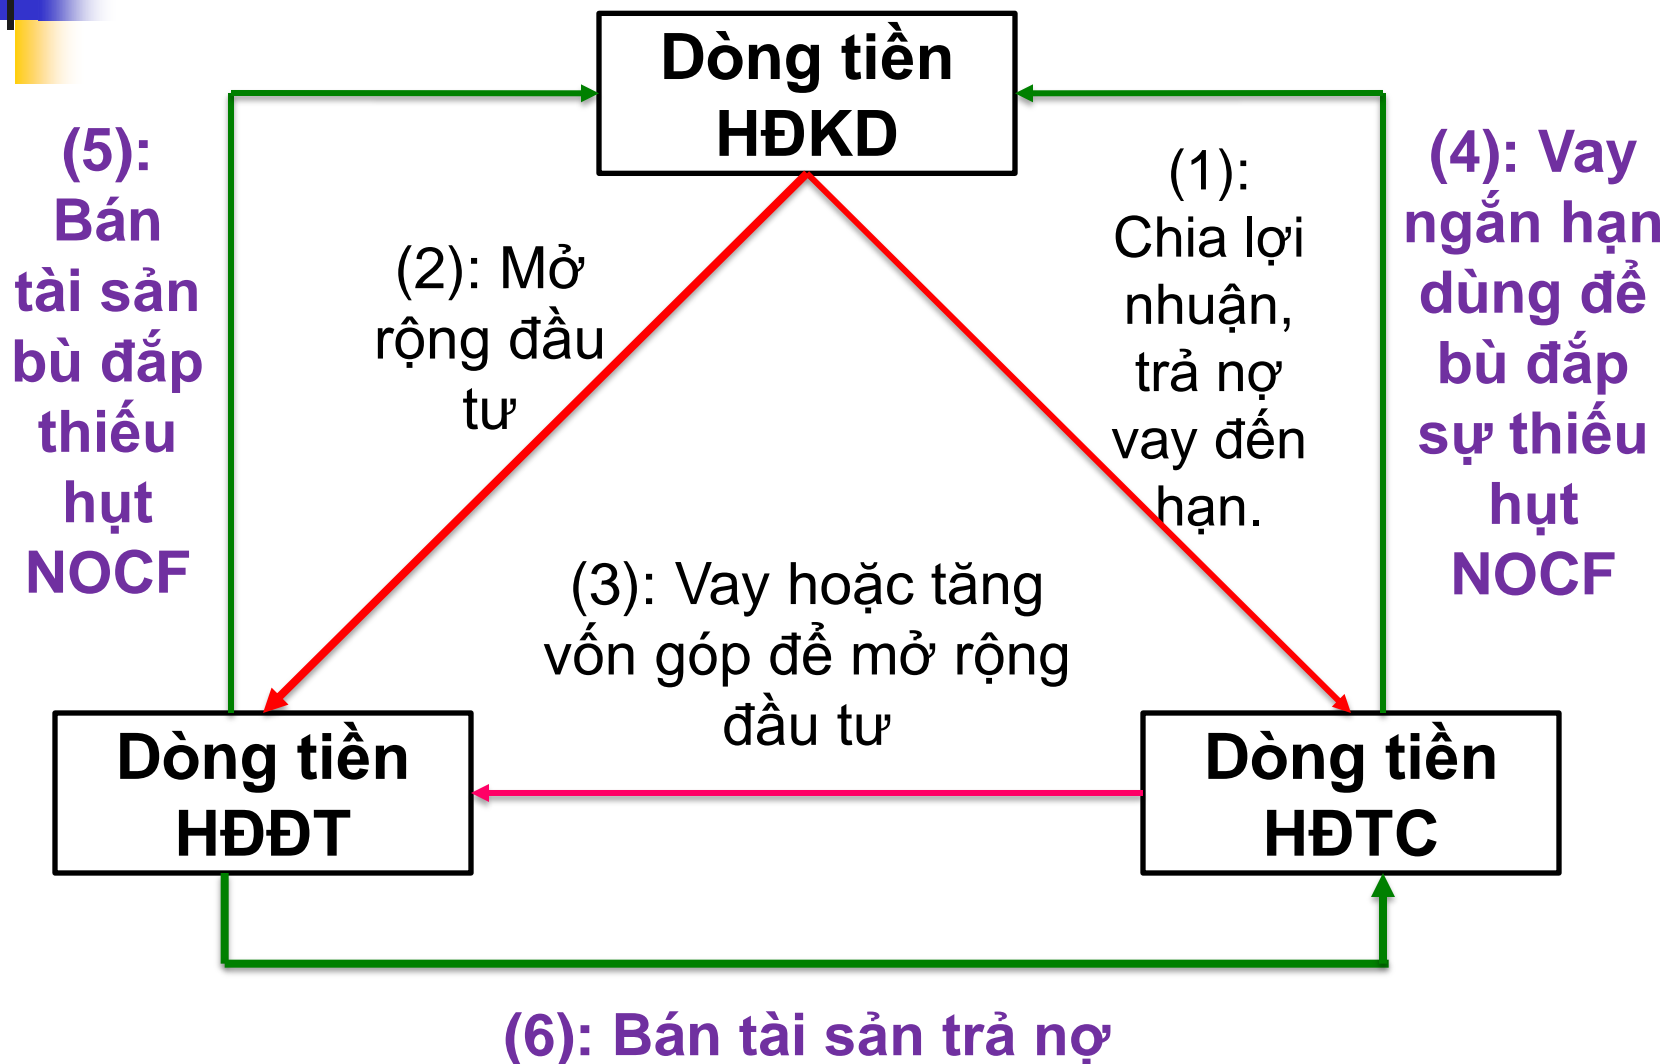 Dòng tiền
HĐKD
(5):
Bán
tài sản
bù đắp
thiếu
hụt
NOCF
(2): Mở
rộng đầu
tư
(1):
Chia lợi
nhuận,
trả nợ
vay đến
hạn.
(4): Vay
ngắn hạn
dùng để
bù đắp
sự thiếu
hụt
NOCF
(3): Vay hoặc tăng
vốn góp để mở rộng
đầu tư
Dòng tiền
HĐĐT
Dòng tiền
HĐTC
(6): Bán tài sản trả nợ